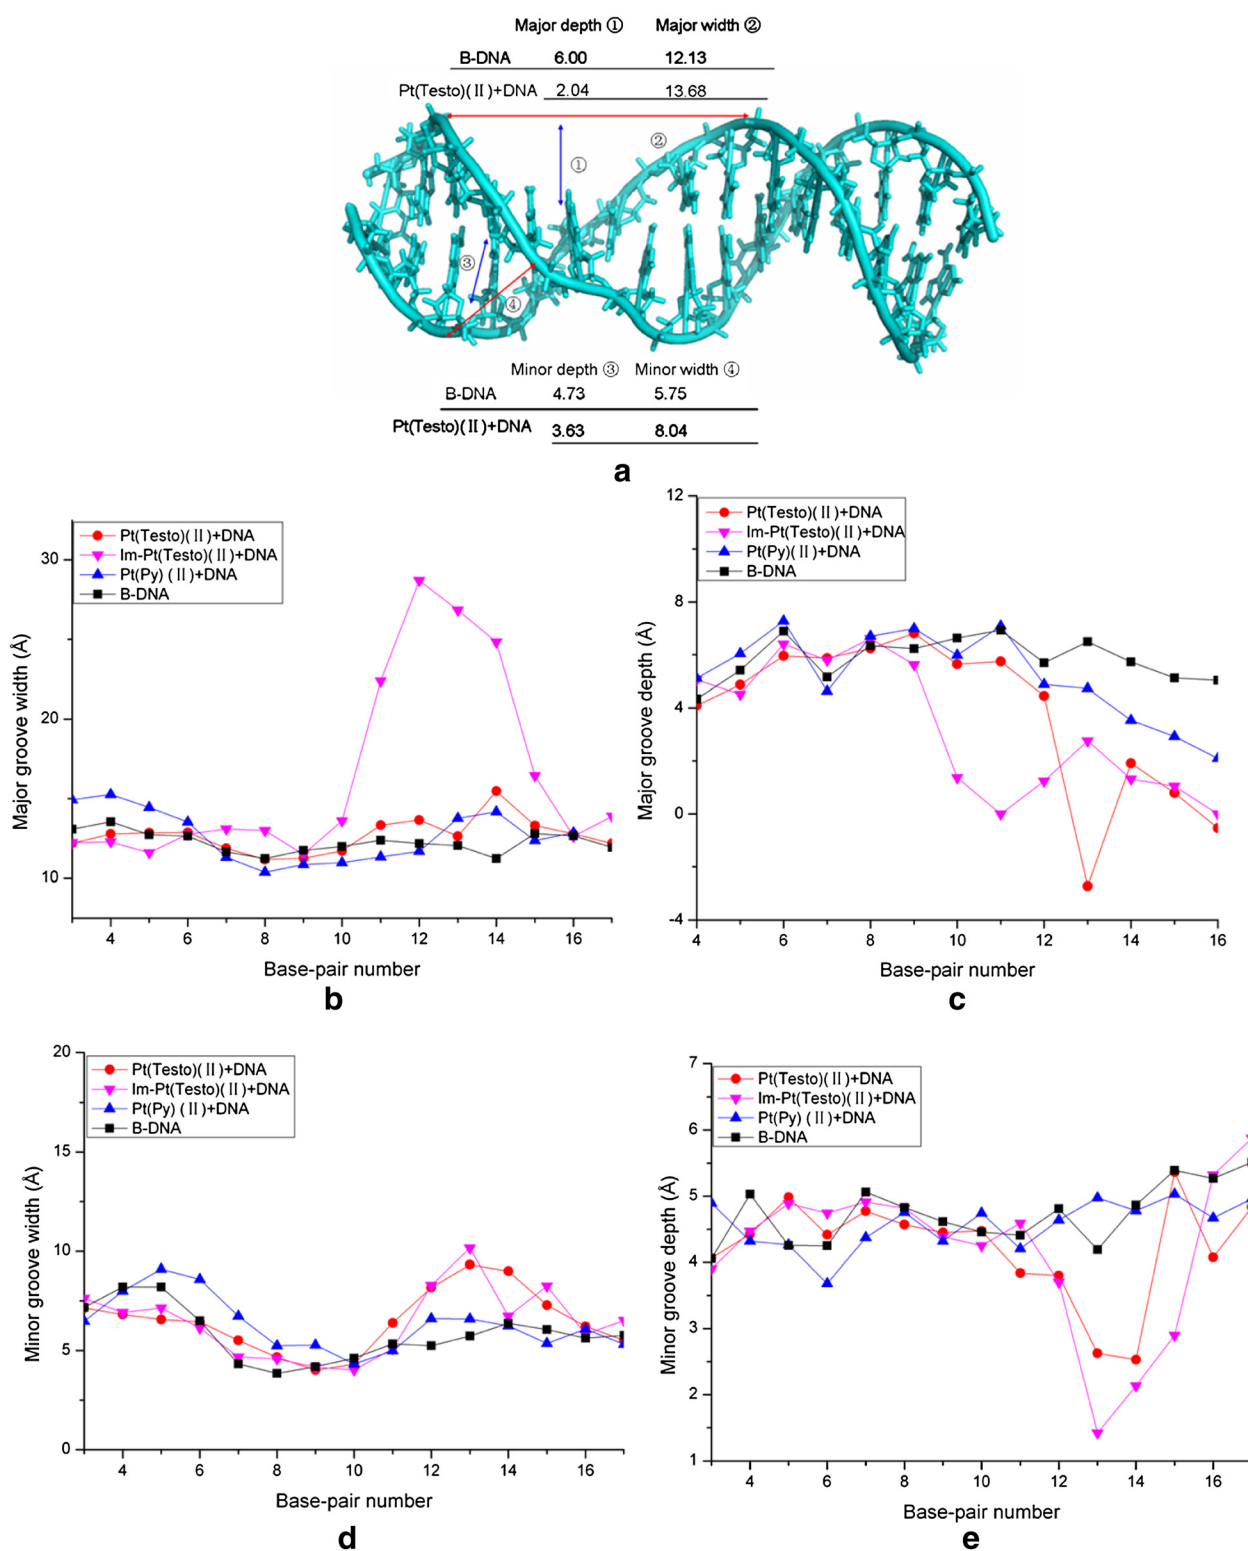 Major depth ① Major width ②
B-DNA 6.00 12.13
Pt(Testo)(Ⅱ)+DNA 2.04 13.68
②
①
③
④
Minor depth ③ Minor width ④
B-DNA 4.73 5.75
Pt(Testo)(Ⅱ)+DNA 3.63 8.04
a
Pt(Testo)(Ⅱ)+DNA
Im-Pt(Testo)(Ⅱ)+DNA
Pt(Py) (Ⅱ)+DNA
B-DNA
30
20
10
Major groove width (Å)
4 6 8 10 12 14 16
Base-pair number
b
Pt(Testo)(Ⅱ)+DNA
Im-Pt(Testo)(Ⅱ)+DNA
Pt(Py)(Ⅱ)+DNA
B-DNA
12
8
4
0
-4
Major groove depth (Å)
4 6 8 10 12 14 16
Base-pair number
c
Pt(Testo)(Ⅱ)+DNA
Im-Pt(Testo)(Ⅱ)+DNA
Pt(Py) (Ⅱ)+DNA
B-DNA
20
15
10
5
0
Minor groove width (Å)
4 6 8 10 12 14 16
Base-pair number
d
Pt(Testo)(Ⅱ)+DNA
Im-Pt(Testo)(Ⅱ)+DNA
Pt(Py) (Ⅱ)+DNA
B-DNA
7
6
5
4
3
2
1
Minor groove depth (Å)
4 6 8 10 12 14 16
Base-pair number
e